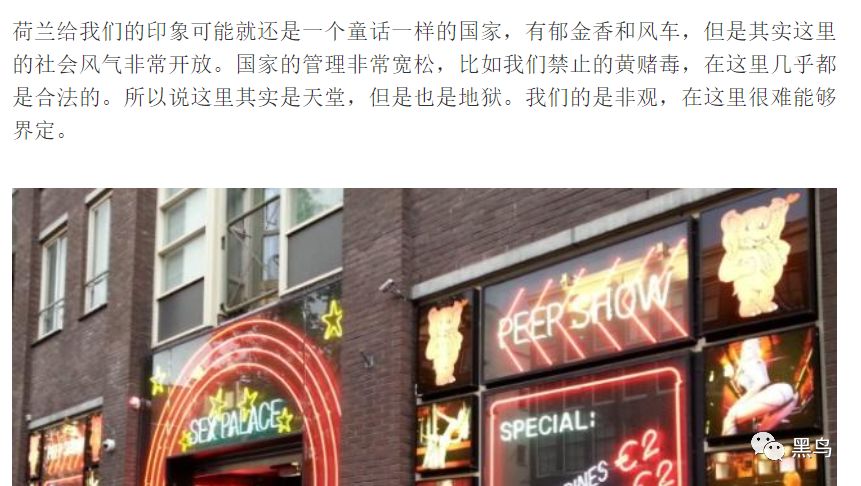 荷兰给我们的印象可能就还是一个童话一样的国家，有郁金香和风车，但是其实这里
的社会风气非常开放。国家的管理非常宽松，比如我们禁止的黄赌毒，在这里几乎都
是合法的。所以说这里其实是天堂，但是也是地狱。我们的是非观，在这里很难能够
界定。
PEEP SHOW
SEX PALACE
SPECIAL:
€2
€2
黑鸟